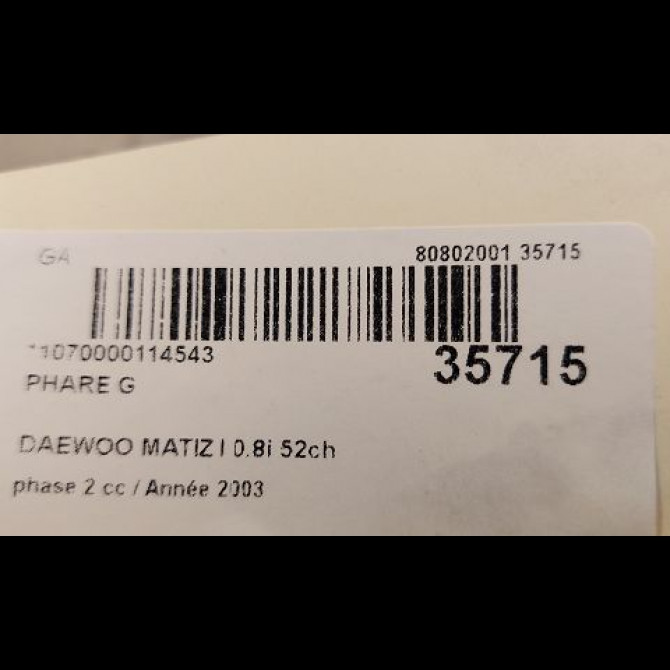 GA 80802001 35715
11070000114543 35715
PHARE G
DAEWOO MATIZ I 0.8i 52ch
phase 2 cc / Année 2003